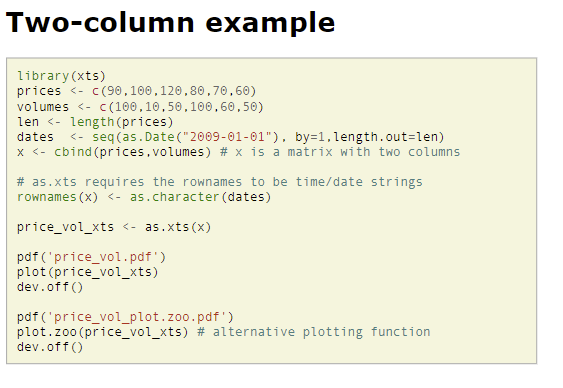 Two-column example
library(xts)
prices <- c(90,100,120,80,70,60)
volumes <- c(100,10,50,100,60,50)
len <- length(prices)
dates  <- seq(as.Date("2009-01-01"), by=1,length.out=len)
x <- cbind(prices,volumes) # x is a matrix with two columns
# as.xts requires the rownames to be time/date strings
rownames(x) <- as.character(dates)
price_vol_xts <- as.xts(x)
pdf('price_vol.pdf')
plot(price_vol_xts)
dev.off()
pdf('price_vol_plot.zoo.pdf')
plot.zoo(price_vol_xts) # alternative plotting function
dev.off()